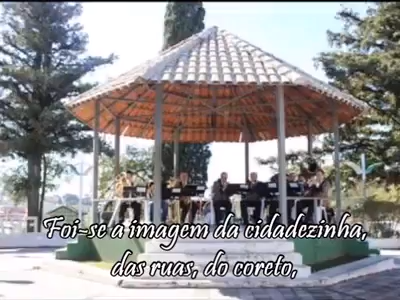 Foi-se a imagem da cidadezinha,
das ruas, do coreto,